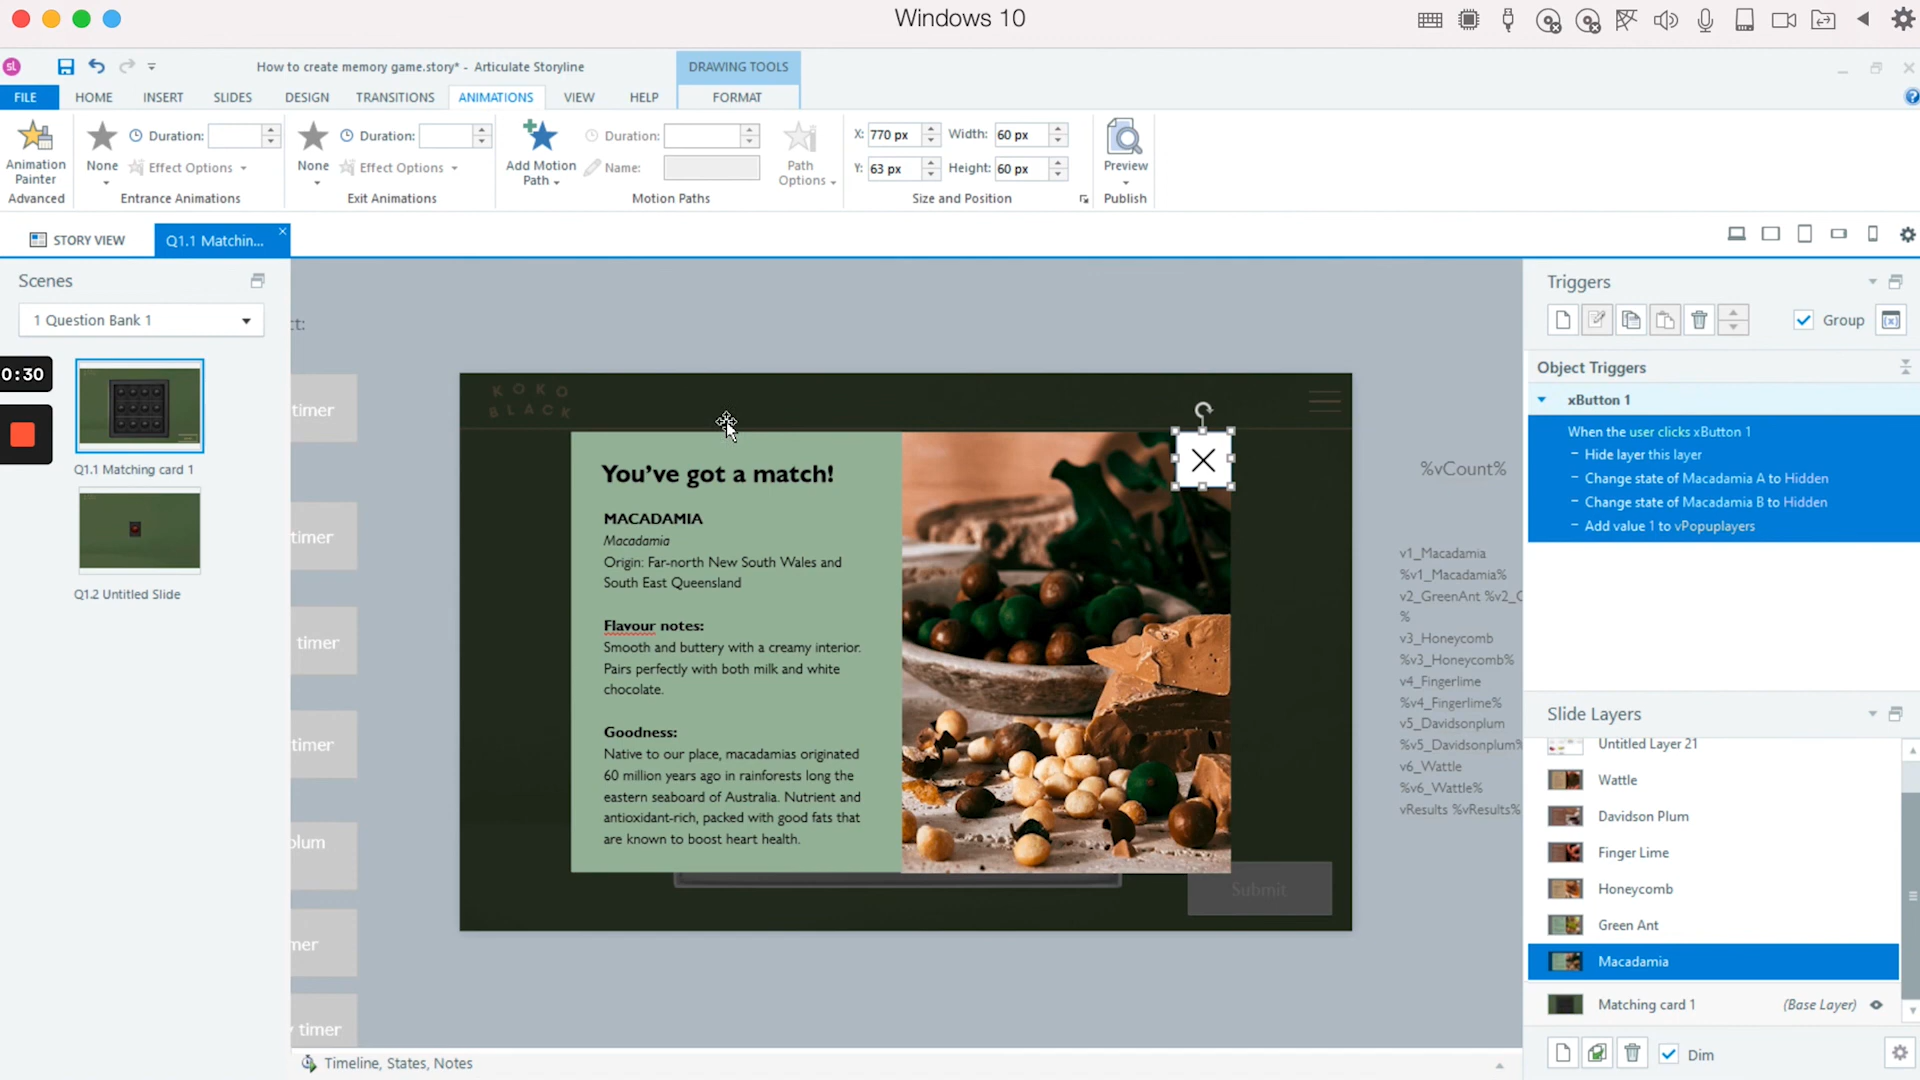 Windows 10
sl
How to create memory game.story* - Articulate Storyline
DRAWING TOOLS
FILE HOME INSERT SLIDES DESIGN TRANSITIONS ANIMATIONS VIEW HELP FORMAT
?
Animation Painter
Advanced
None
Duration:
Effect Options
Entrance Animations
None
Duration:
Effect Options
Exit Animations
Add Motion Path
Duration:
Name:
Path Options
Motion Paths
X: 770 px Width: 60 px
Y: 63 px Height: 60 px
Size and Position
Preview
Publish
STORY VIEW
Q1.1 Matchin...
Scenes
1 Question Bank 1
0:30
Q1.1 Matching card 1
Q1.2 Untitled Slide
ct:
timer
timer
timer
timer
plum
mer
timer
KOKO
BLACK
You've got a match!
MACADAMIA
Macadamia
Origin: Far-north New South Wales and
South East Queensland
Flavour notes:
Smooth and buttery with a creamy interior.
Pairs perfectly with both milk and white
chocolate.
Goodness:
Native to our place, macadamias originated
60 million years ago in rainforests long the
eastern seaboard of Australia. Nutrient and
antioxidant-rich, packed with good fats that
are known to boost heart health.
Submit
%vCount%
v1_Macadamia
%v1_Macadamia%
v2_GreenAnt %v2_
%
v3_Honeycomb
%v3_Honeycomb%
v4_Fingerlime
%v4_Fingerlime%
v5_Davidsonplum
%v5_Davidsonplum%
v6_Wattle
%v6_Wattle%
vResults %vResults%
Timeline, States, Notes
Triggers
Group
Object Triggers
xButton 1
When the user clicks xButton 1
– Hide layer this layer
– Change state of Macadamia A to Hidden
– Change state of Macadamia B to Hidden
– Add value 1 to vPopuplayers
Slide Layers
Untitled Layer 21
Wattle
Davidson Plum
Finger Lime
Honeycomb
Green Ant
Macadamia
Matching card 1 (Base Layer)
Dim